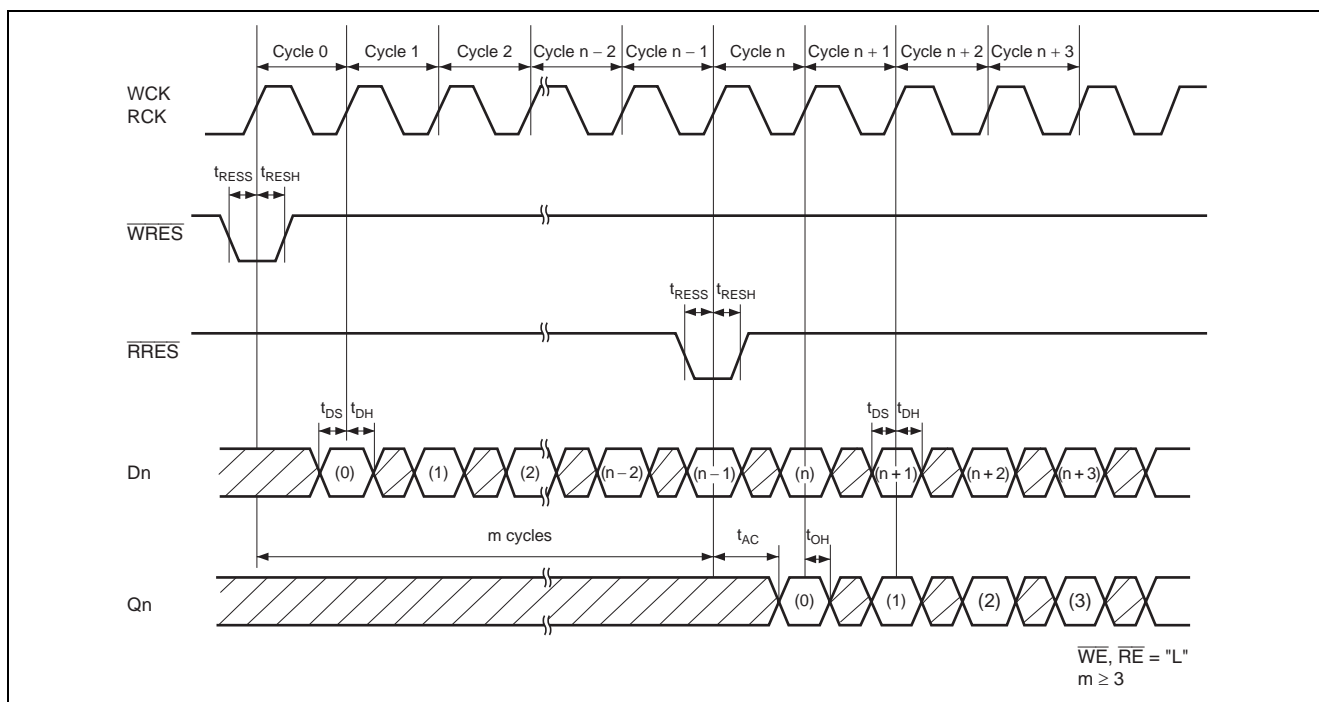 Cycle 0 Cycle 1 Cycle 2 Cycle n – 2 Cycle n – 1 Cycle n Cycle n + 1 Cycle n + 2 Cycle n + 3
WCK
RCK
tRESS tRESH
WRES
tRESS tRESH
RRES
tDS tDH tDS tDH
Dn (0) (1) (2) (n – 2) (n – 1) (n) (n + 1) (n + 2) (n + 3)
m cycles tAC tOH
Qn (0) (1) (2) (3)
WE, RE = "L"
m ≥ 3